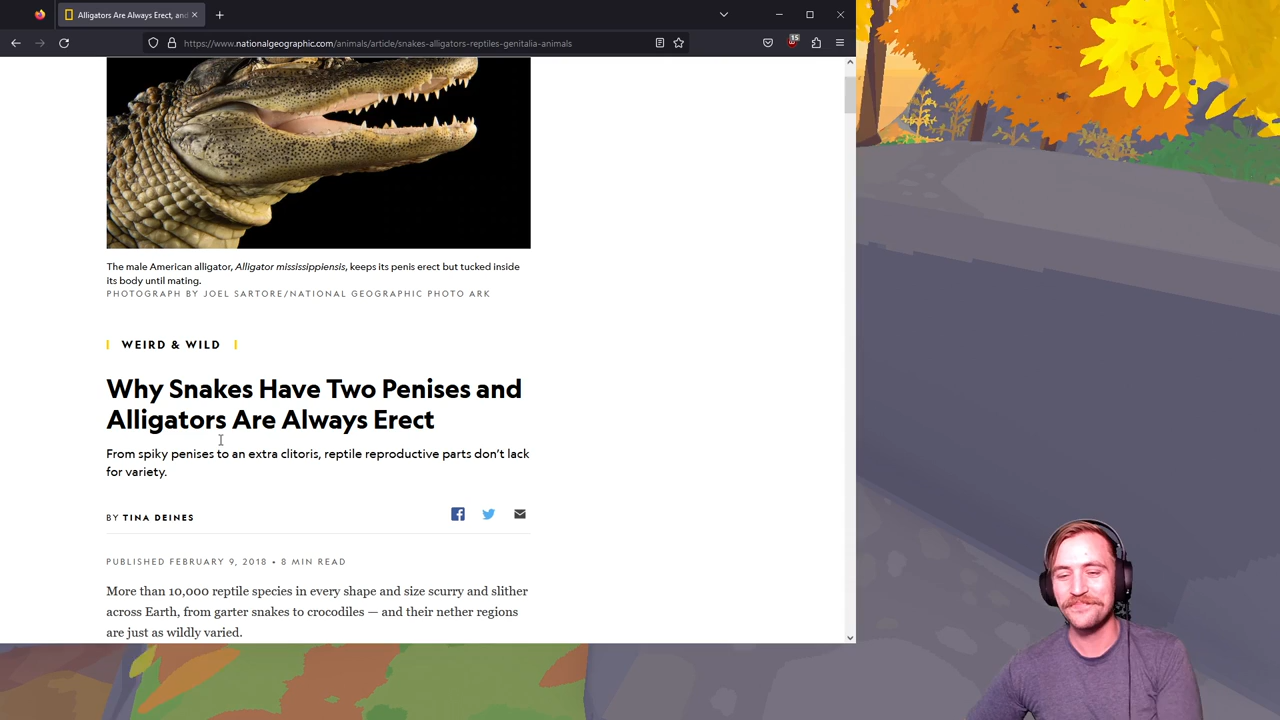 Alligators Are Always Erect, and
https://www.nationalgeographic.com/animals/article/snakes-alligators-reptiles-genitalia-animals
15
The male American alligator, Alligator mississippiensis, keeps its penis erect but tucked inside
its body until mating.
PHOTOGRAPH BY JOEL SARTORE/NATIONAL GEOGRAPHIC PHOTO ARK
WEIRD & WILD
Why Snakes Have Two Penises and
Alligators Are Always Erect
From spiky penises to an extra clitoris, reptile reproductive parts don't lack
for variety.
BY TINA DEINES
PUBLISHED FEBRUARY 9, 2018 • 8 MIN READ
More than 10,000 reptile species in every shape and size scurry and slither
across Earth, from garter snakes to crocodiles — and their nether regions
are just as wildly varied.